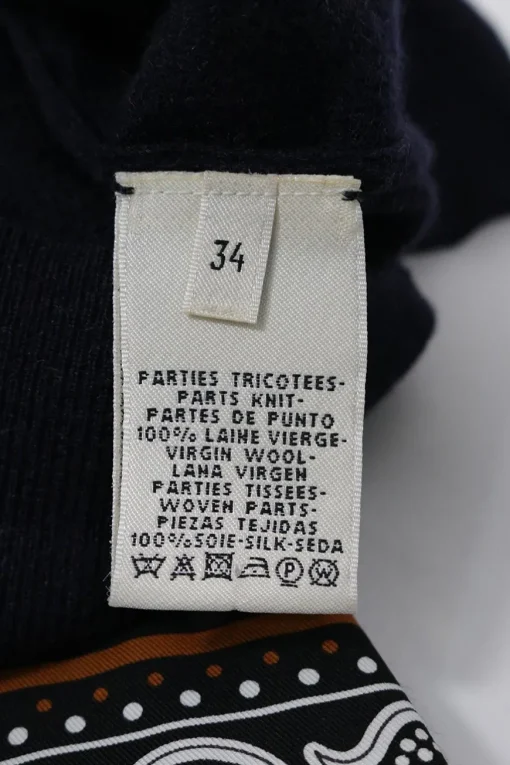 34
PARTIES TRICOTEES-
PARTS KNIT-
PARTES DE PUNTO
100% LAINE VIERGE-
VIRGIN WOOL-
LANA VIRGEN
PARTIES TISSEES-
WOVEN PARTS-
PIEZAS TEJIDAS
100%SOIE-SILK-SEDA